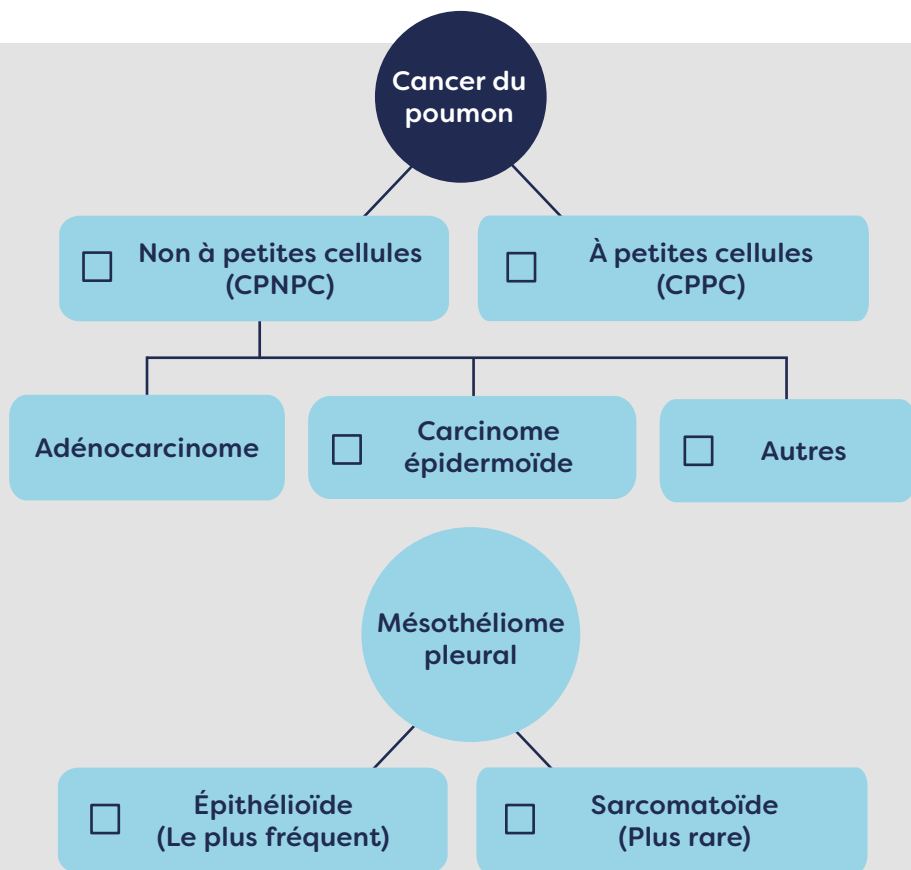 Cancer du
poumon
Non à petites cellules
(CPNPC)
À petites cellules
(CPPC)
Adénocarcinome
Carcinome
épidermoïde
Autres
Mésothéliome
pleural
Épithélioïde
(Le plus fréquent)
Sarcomatoïde
(Plus rare)